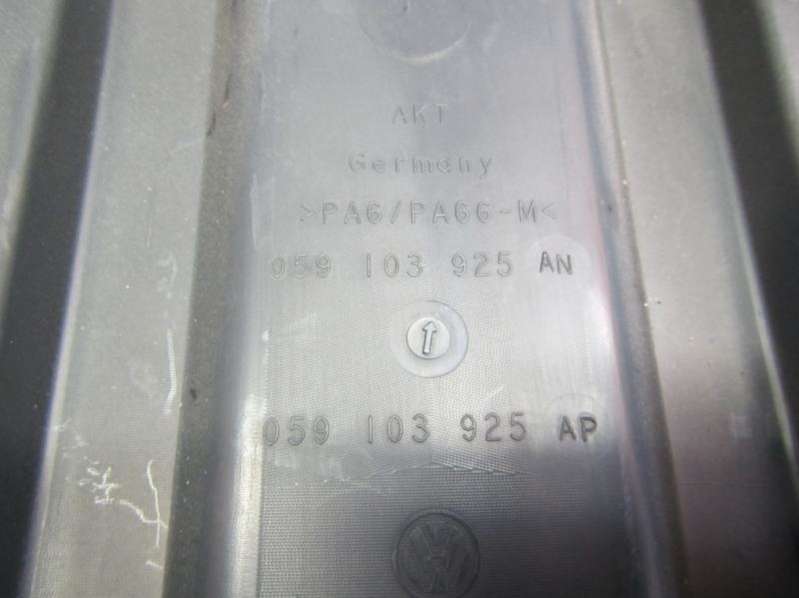 AKT
Germany
>PA6/PA66-M<
059 103 925 AN
059 103 925 AP